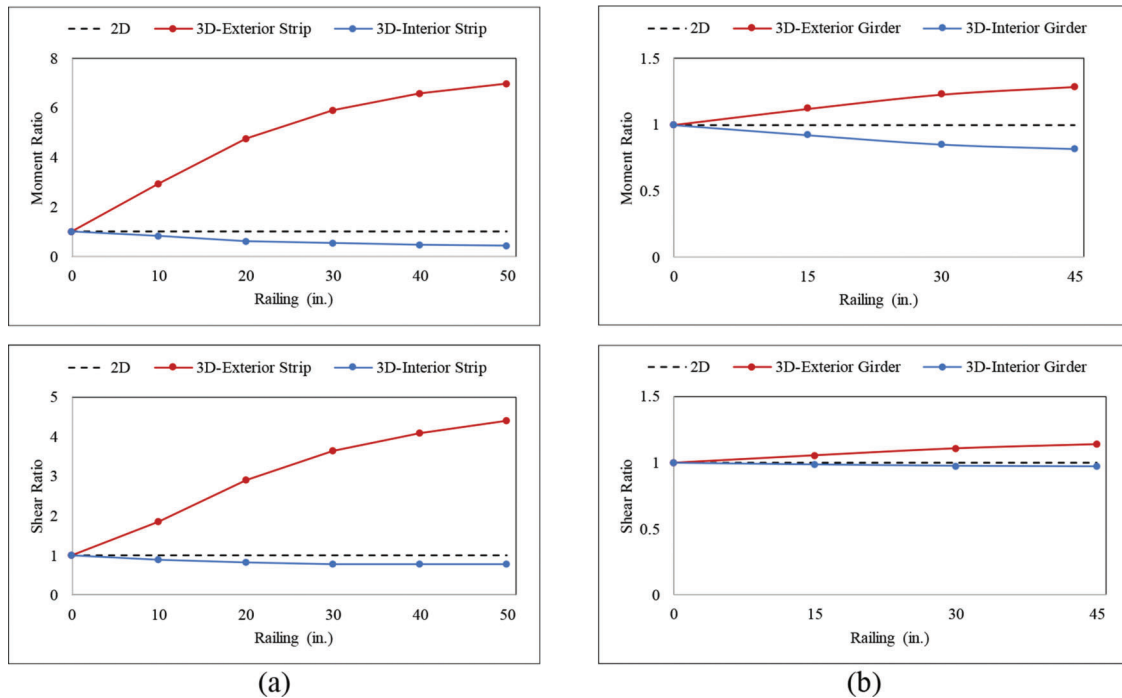 2D 3D-Exterior Strip 3D-Interior Strip
8
6
4
2
0
Moment Ratio
0 10 20 30 40 50
Railing (in.)
2D 3D-Exterior Girder 3D-Interior Girder
1.5
1
0.5
0
Moment Ratio
0 15 30 45
Railing (in.)
2D 3D-Exterior Strip 3D-Interior Strip
5
4
3
2
1
0
Shear Ratio
0 10 20 30 40 50
Railing (in.)
2D 3D-Exterior Girder 3D-Interior Girder
1.5
1
0.5
0
Shear Ratio
0 15 30 45
Railing (in.)
(a)
(b)